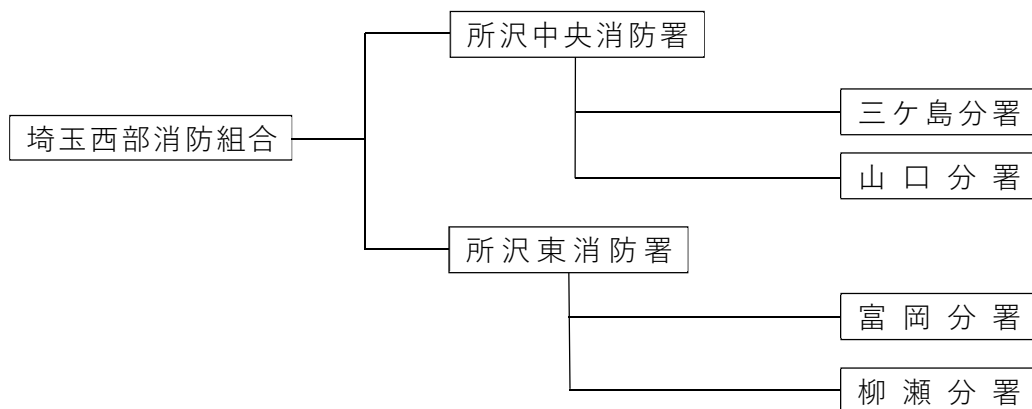 所沢中央消防署
三ケ島分署
埼玉西部消防組合
山口分署
所沢東消防署
富岡分署
柳瀬分署